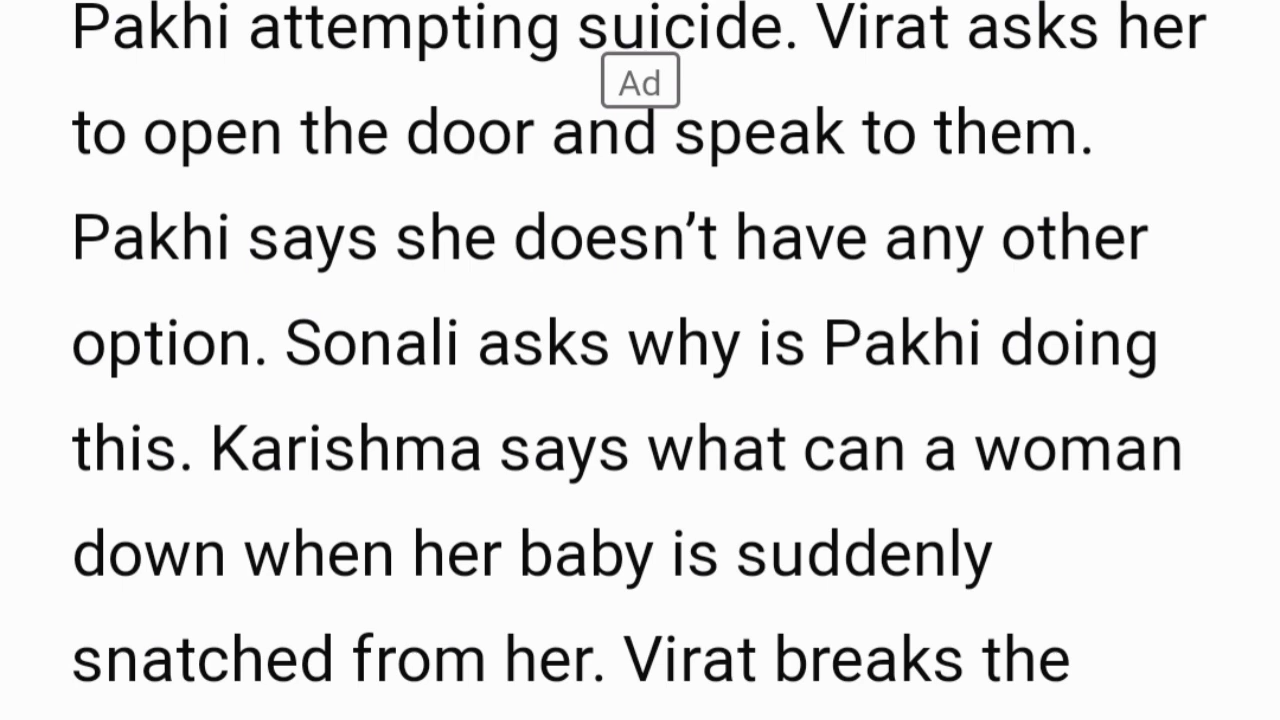 Pakhi attempting suicide. Virat asks her
Ad
to open the door and speak to them.
Pakhi says she doesn’t have any other
option. Sonali asks why is Pakhi doing
this. Karishma says what can a woman
down when her baby is suddenly
snatched from her. Virat breaks the